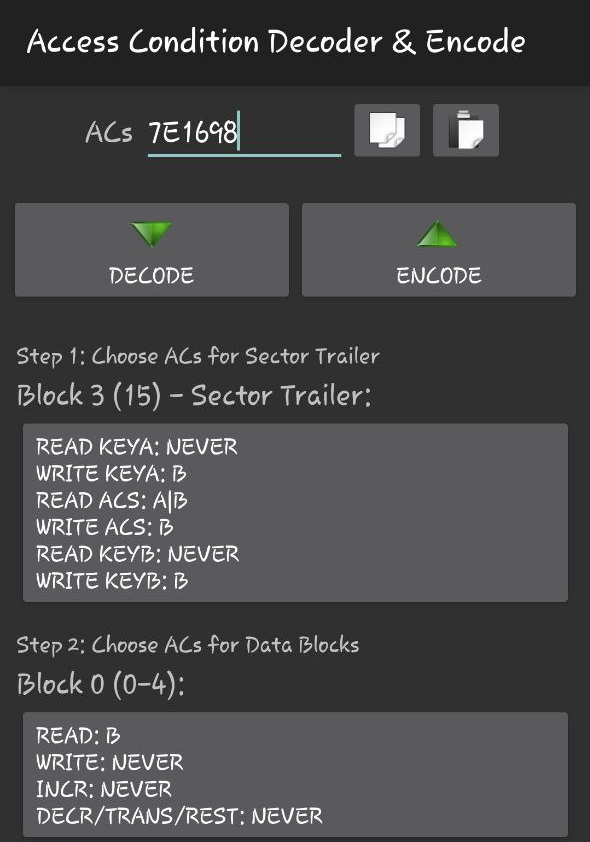 Access Condition Decoder & Encode
ACs 7E1698
DECODE
ENCODE
Step 1: Choose ACs for Sector Trailer
Block 3 (15) - Sector Trailer:
READ KEYA: NEVER
WRITE KEYA: B
READ ACS: A|B
WRITE ACS: B
READ KEYB: NEVER
WRITE KEYB: B
Step 2: Choose ACs for Data Blocks
Block 0 (0-4):
READ: B
WRITE: NEVER
INCR: NEVER
DECR/TRANS/REST: NEVER